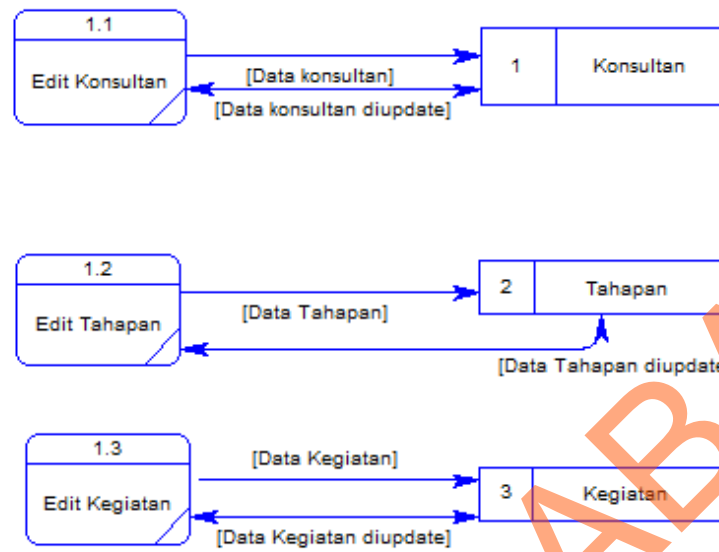 1.1
Edit Konsultan
[Data konsultan]
[Data konsultan diupdate]
1
Konsultan
1.2
Edit Tahapan
[Data Tahapan]
2
Tahapan
[Data Tahapan diupdate
1.3
Edit Kegiatan
[Data Kegiatan]
[Data Kegiatan diupdate]
3
Kegiatan
AB